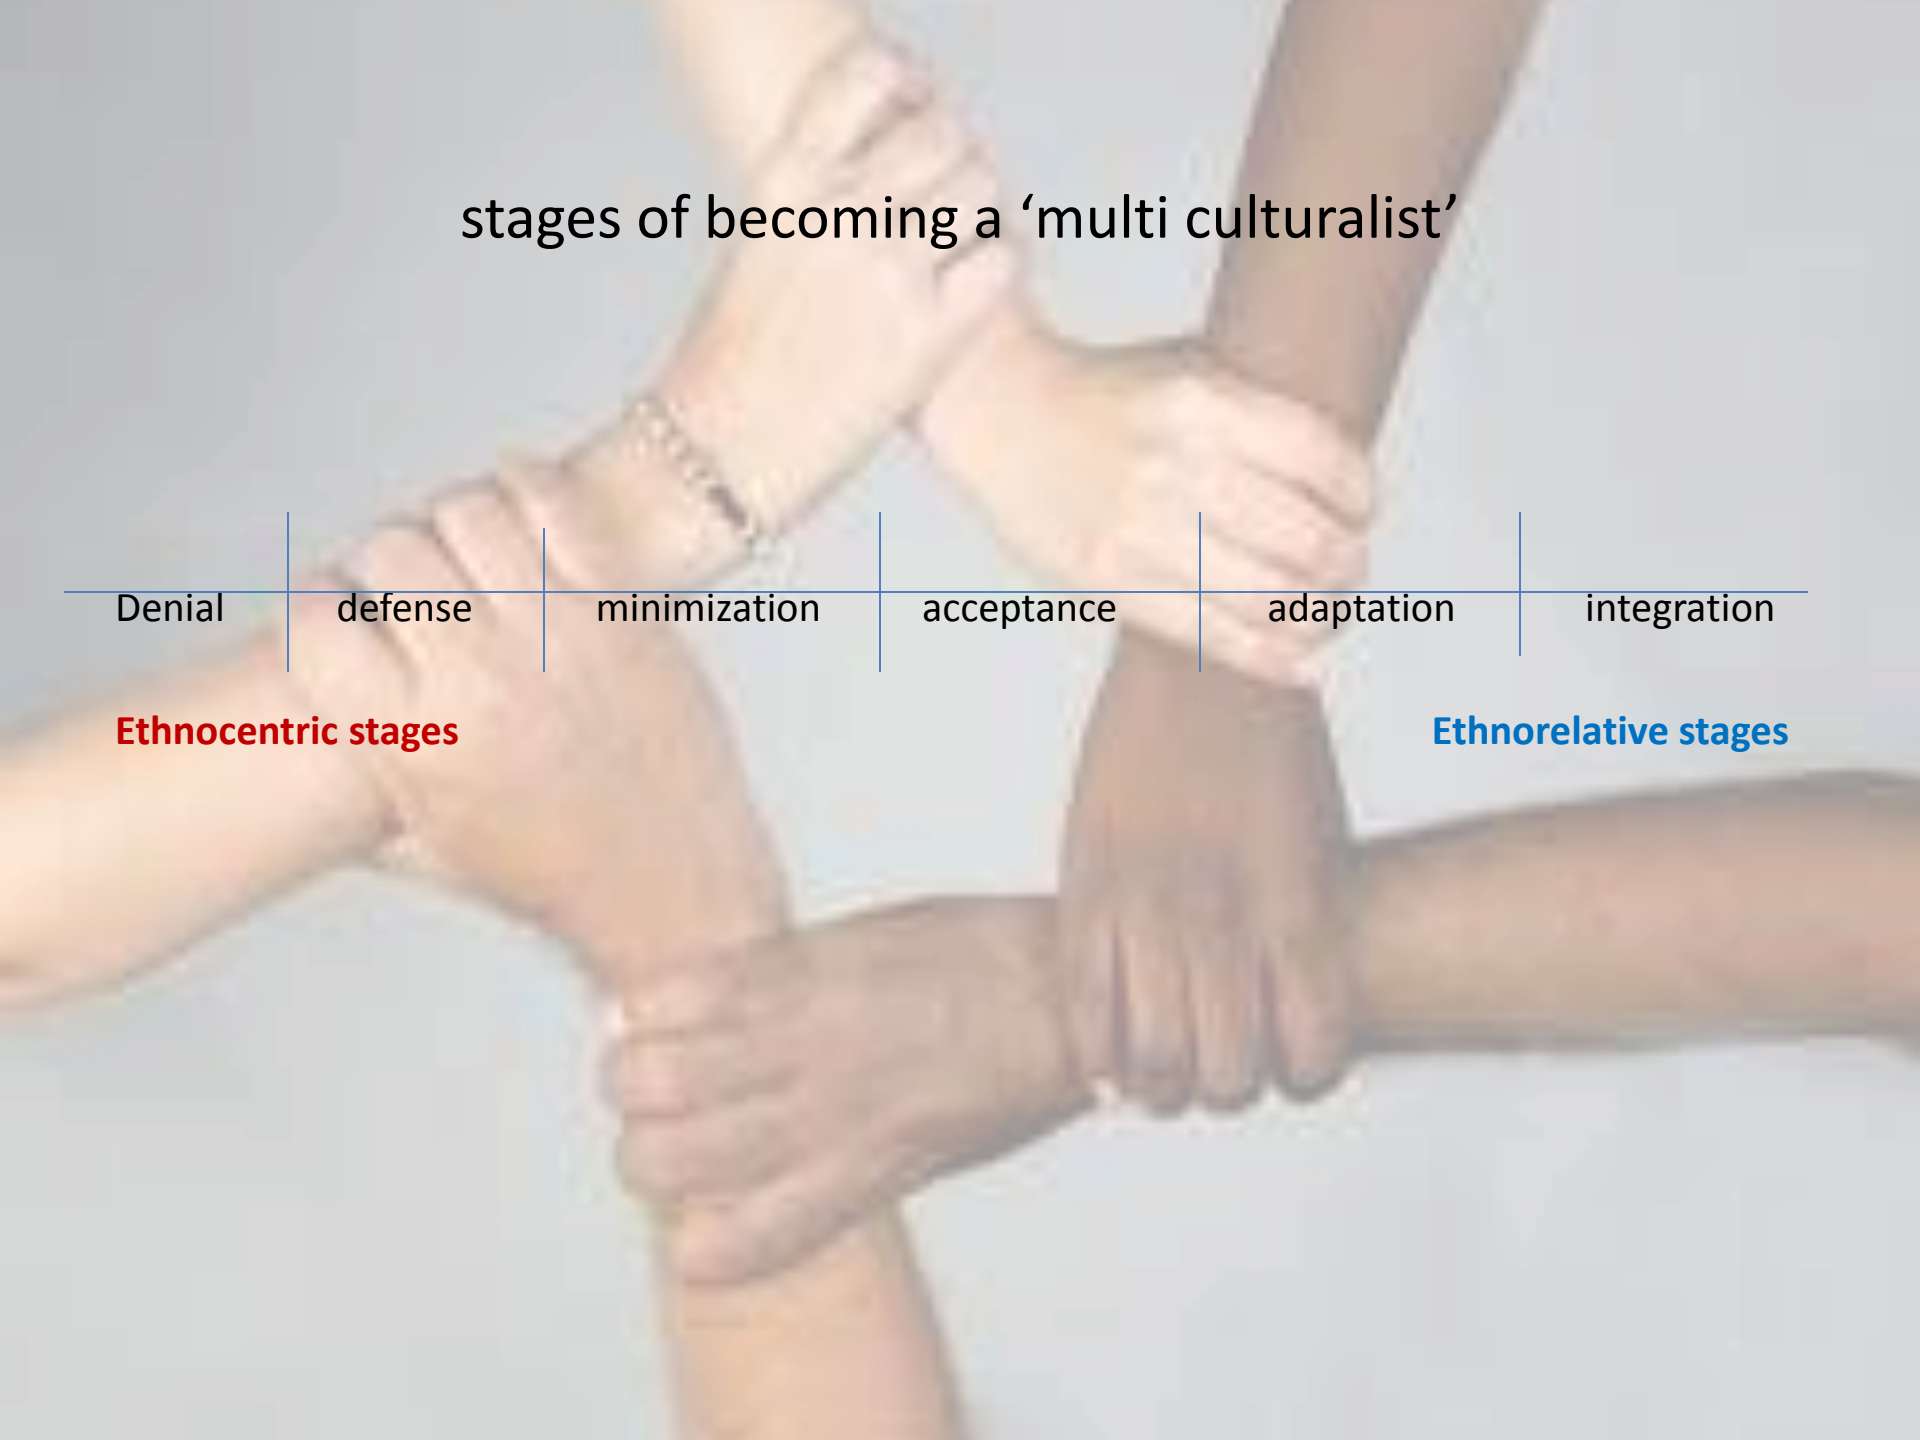 stages of becoming a ‘multi culturalist’
Denial defense minimization acceptance adaptation integration
Ethnocentric stages Ethnorelative stages